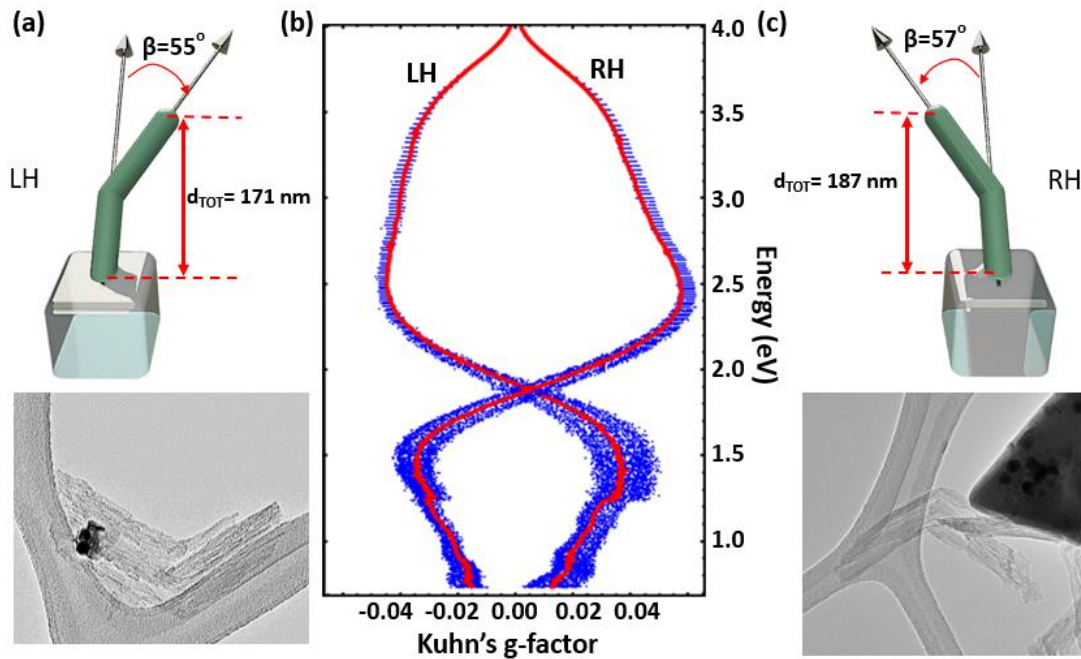 (a)
β=55°
LH
d_TOT= 171 nm
(b)
LH
RH
4.0
3.5
3.0
2.5
2.0
1.5
1.0
Energy (eV)
-0.04
-0.02
0.00
0.02
0.04
Kuhn's g-factor
(c)
β=57°
d_TOT= 187 nm
RH